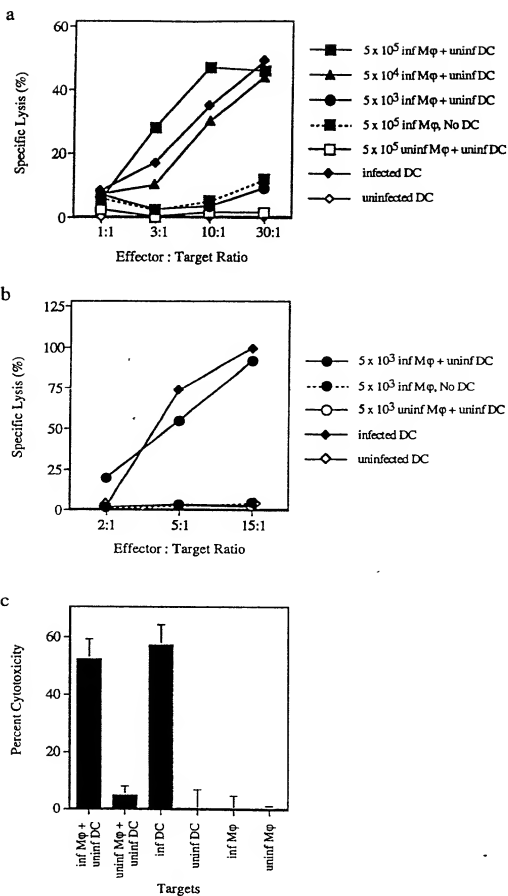 a
60
40
20
0
1:1 3:1 10:1 30:1
Specific Lysis (%)
Effector : Target Ratio
5 x 10⁵ inf Mφ + uninf DC
5 x 10⁴ inf Mφ + uninf DC
5 x 10³ inf Mφ + uninf DC
5 x 10⁵ inf Mφ, No DC
5 x 10⁵ uninf Mφ + uninf DC
infected DC
uninfected DC
b
125
100
75
50
25
0
2:1 5:1 15:1
Specific Lysis (%)
Effector : Target Ratio
5 x 10³ inf Mφ + uninf DC
5 x 10³ inf Mφ, No DC
5 x 10³ uninf Mφ + uninf DC
infected DC
uninfected DC
c
60
40
20
0
Percent Cytotoxicity
inf Mφ +
uninf DC
uninf Mφ +
uninf DC
inf DC
uninf DC
inf Mφ
uninf Mφ
Targets